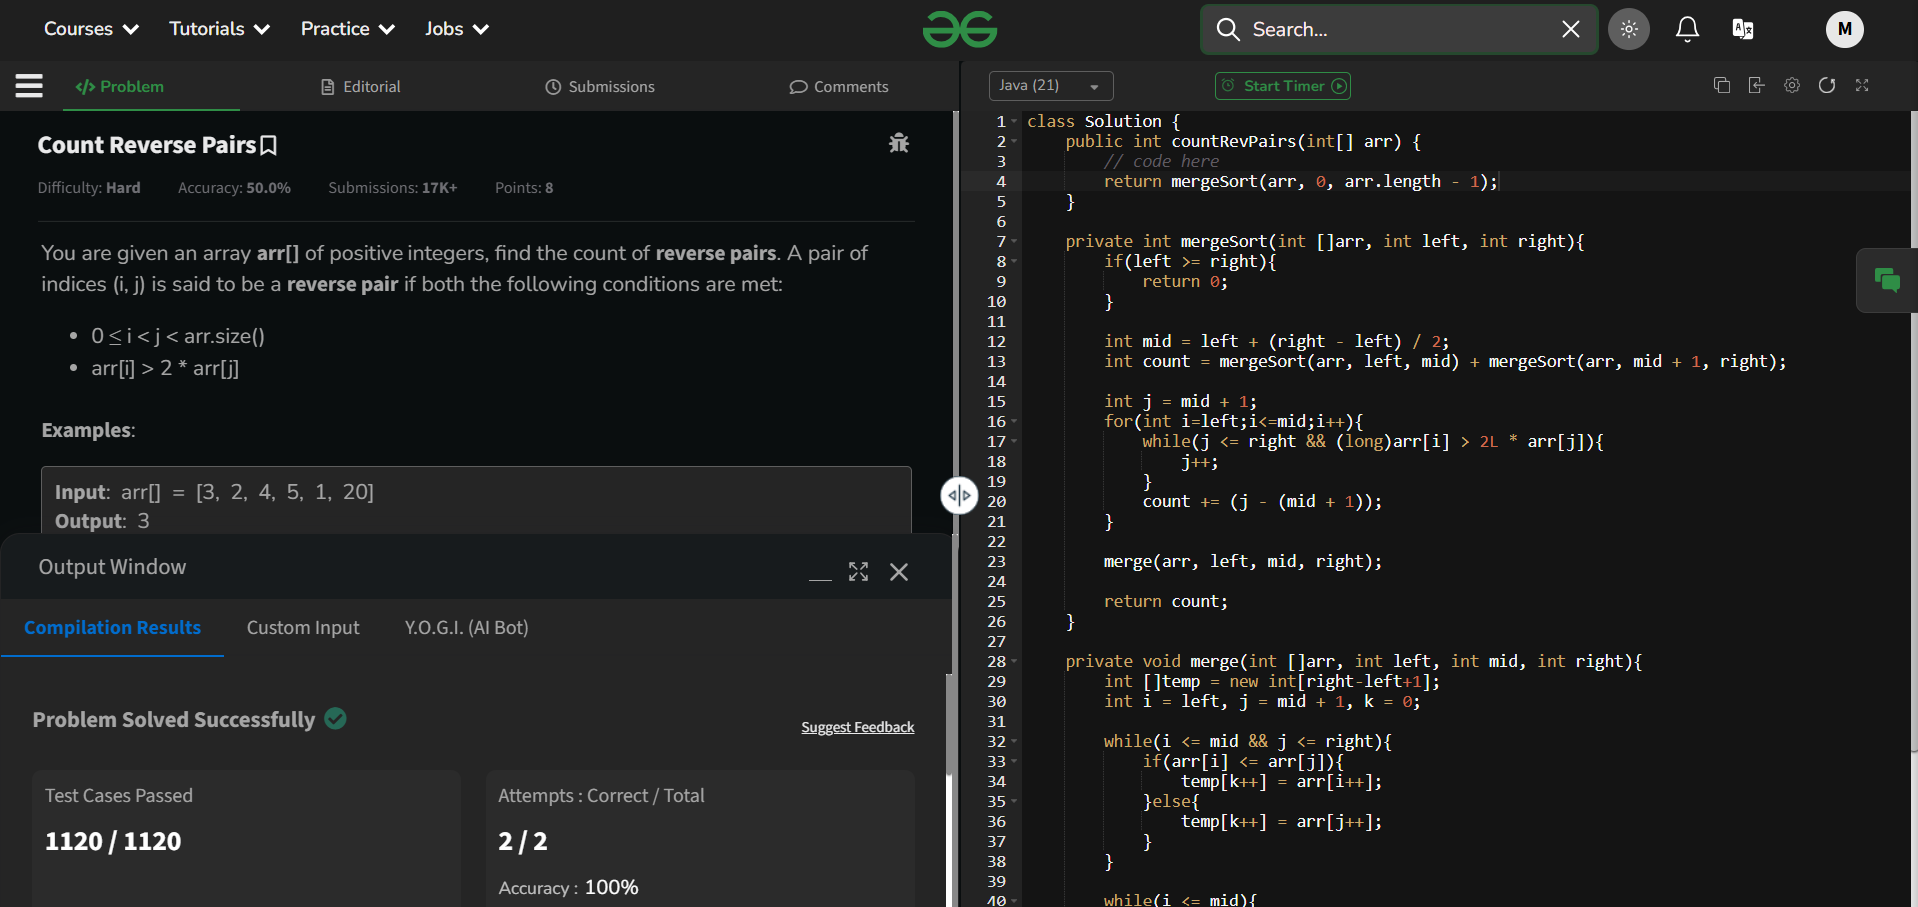 Courses Tutorials Practice Jobs Search... M
Problem Editorial Submissions Comments
Java (21) Start Timer
Count Reverse Pairs
Difficulty: Hard Accuracy: 50.0% Submissions: 17K+ Points: 8
You are given an array arr[] of positive integers, find the count of reverse pairs. A pair of
indices (i, j) is said to be a reverse pair if both the following conditions are met:
• 0 ≤ i < j < arr.size()
• arr[i] > 2 * arr[j]
Examples:
Input: arr[] = [3, 2, 4, 5, 1, 20]
Output: 3
Output Window
Compilation Results Custom Input Y.O.G.I. (AI Bot)
Problem Solved Successfully
Suggest Feedback
Test Cases Passed
1120 / 1120
Attempts : Correct / Total
2 / 2
Accuracy : 100%
1 class Solution {
2     public int countRevPairs(int[] arr) {
3         // code here
4         return mergeSort(arr, 0, arr.length - 1);
5     }
6
7     private int mergeSort(int []arr, int left, int right){
8         if(left >= right){
9             return 0;
10         }
11
12         int mid = left + (right - left) / 2;
13         int count = mergeSort(arr, left, mid) + mergeSort(arr, mid + 1, right);
14
15         int j = mid + 1;
16         for(int i=left;i<=mid;i++){
17             while(j <= right && (long)arr[i] > 2L * arr[j]){
18                 j++;
19             }
20             count += (j - (mid + 1));
21         }
22
23         merge(arr, left, mid, right);
24
25         return count;
26     }
27
28     private void merge(int []arr, int left, int mid, int right){
29         int []temp = new int[right-left+1];
30         int i = left, j = mid + 1, k = 0;
31
32         while(i <= mid && j <= right){
33             if(arr[i] <= arr[j]){
34                 temp[k++] = arr[i++];
35             }else{
36                 temp[k++] = arr[j++];
37             }
38         }
39
40         while(i <= mid){